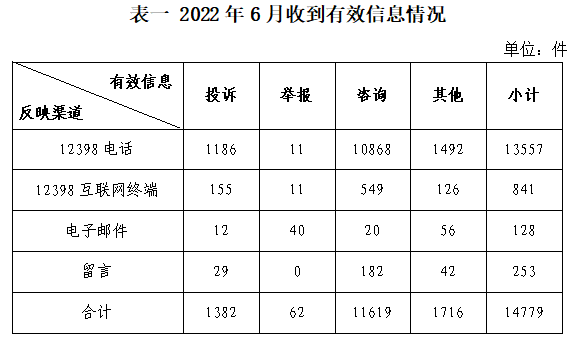 表一 2022 年 6 月收到有效信息情况
单位：件
有效信息 投诉 举报 咨询 其他 小计
反映渠道
12398 电话 1186 11 10868 1492 13557
12398 互联网终端 155 11 549 126 841
电子邮件 12 40 20 56 128
留言 29 0 182 42 253
合计 1382 62 11619 1716 14779